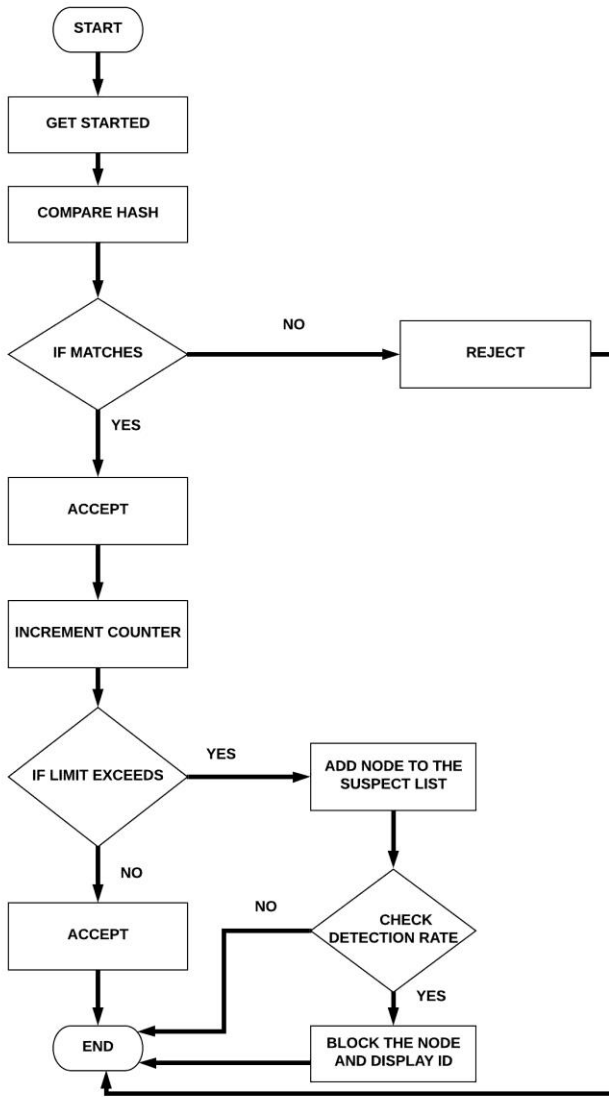 START
GET STARTED
COMPARE HASH
IF MATCHES
NO
REJECT
YES
ACCEPT
INCREMENT COUNTER
IF LIMIT EXCEEDS
YES
ADD NODE TO THE
SUSPECT LIST
NO
ACCEPT
NO
CHECK
DETECTION RATE
YES
END
BLOCK THE NODE
AND DISPLAY ID